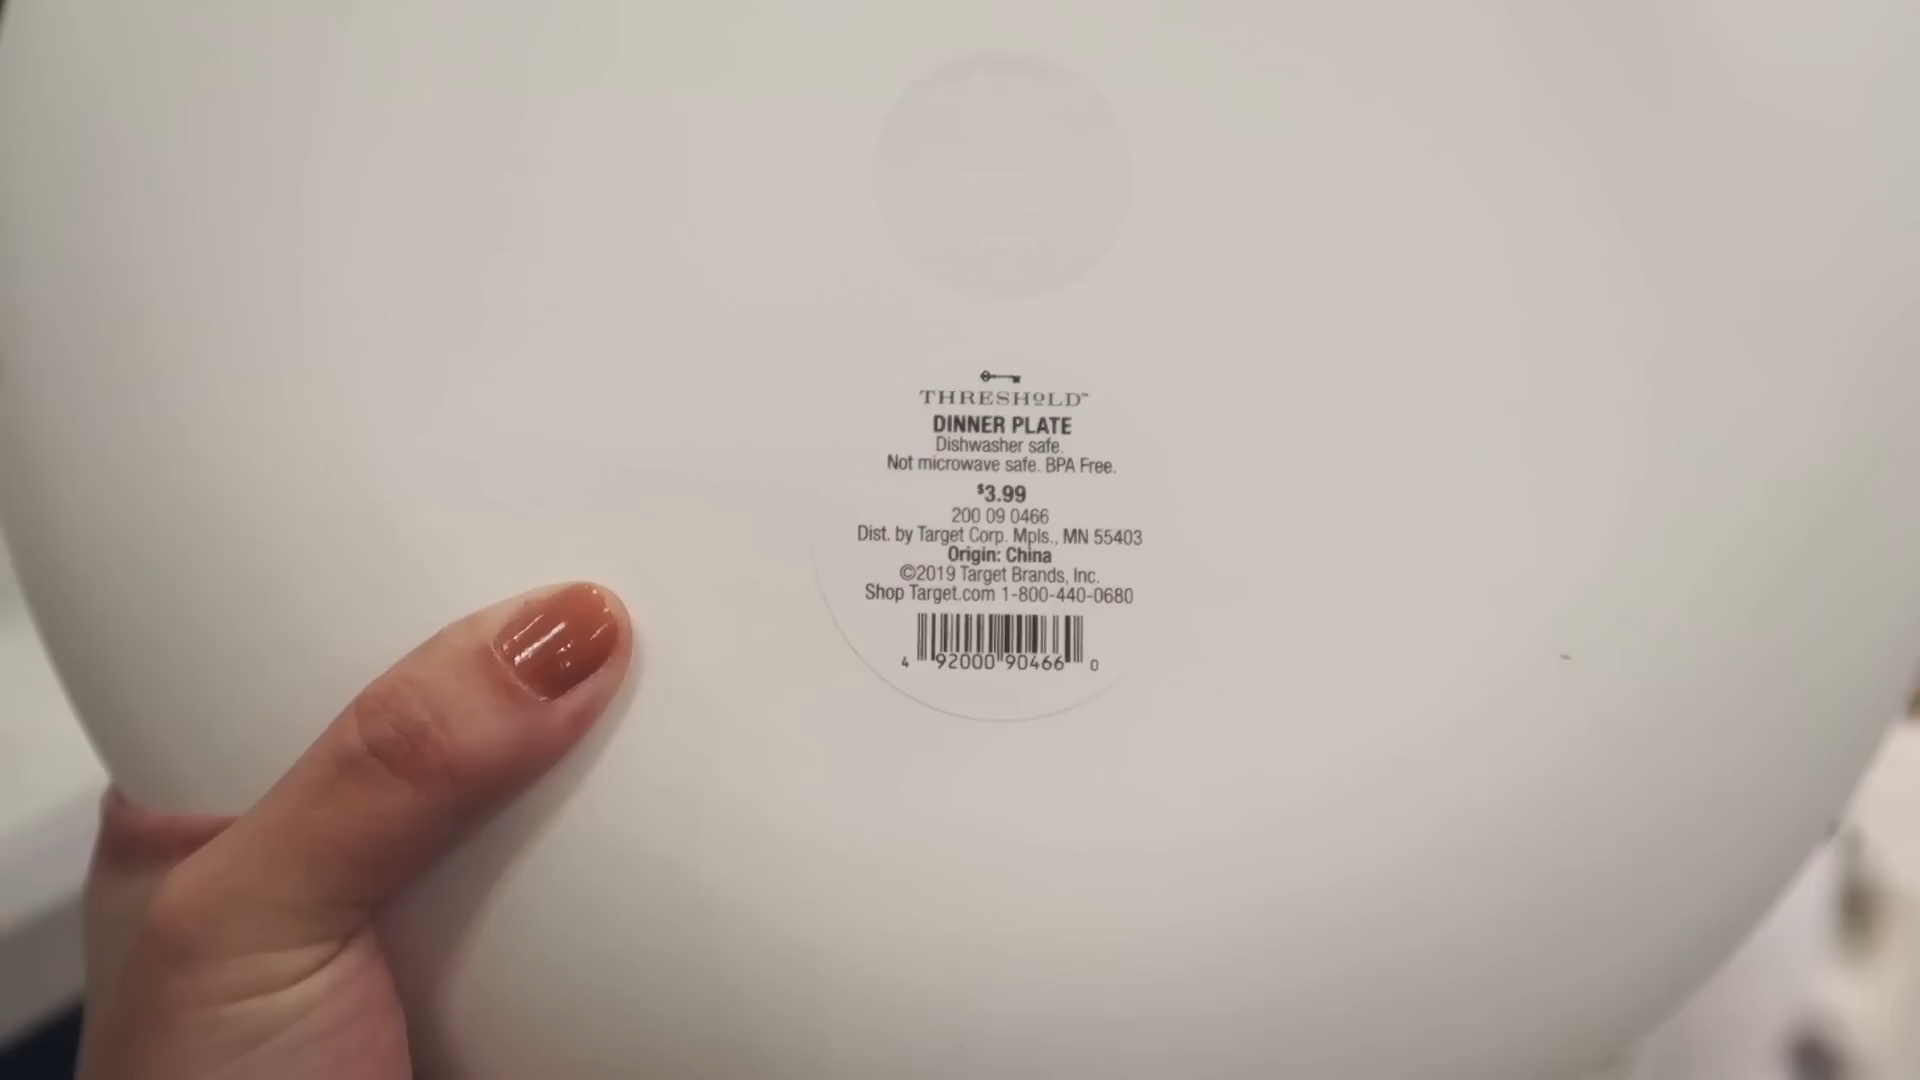 THRESHOLD™
DINNER PLATE
Dishwasher safe.
Not microwave safe. BPA Free.
$3.99
200 09 0466
Dist. by Target Corp. Mpls., MN 55403
Origin: China
©2019 Target Brands, Inc.
Shop Target.com 1-800-440-0680
4 92000 90466 0